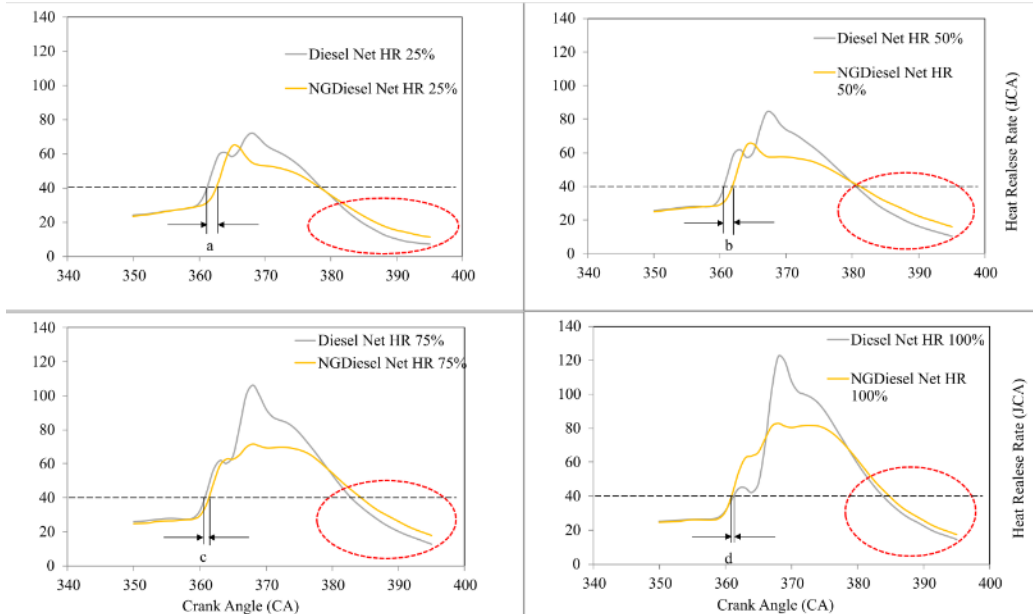 140
120
100
80
60
40
20
0
340 350 360 370 380 390 400
Diesel Net HR 25%
NGDiesel Net HR 25%
a
140
120
100
80
60
40
20
0
340 350 360 370 380 390 400
Diesel Net HR 50%
NGDiesel Net HR
50%
b
Heat Realese Rate (J.CA)
140
120
100
80
60
40
20
0
340 350 360 370 380 390 400
Diesel Net HR 75%
NGDiesel Net HR 75%
c
Crank Angle (CA)
140
120
100
80
60
40
20
0
340 350 360 370 380 390 400
Diesel Net HR 100%
NGDiesel Net HR
100%
d
Crank Angle (CA)
Heat Realese Rate (J.CA)